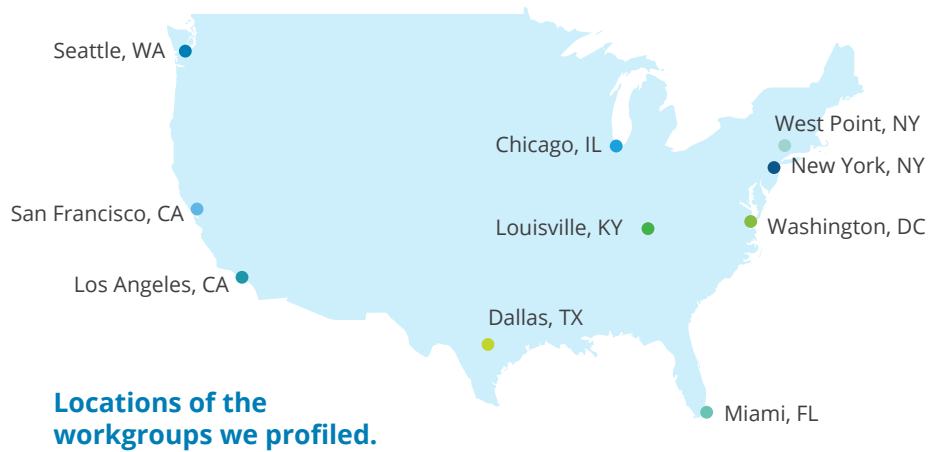 Seattle, WA
West Point, NY
Chicago, IL
New York, NY
San Francisco, CA
Louisville, KY
Washington, DC
Los Angeles, CA
Dallas, TX
Locations of the
workgroups we profiled.
Miami, FL